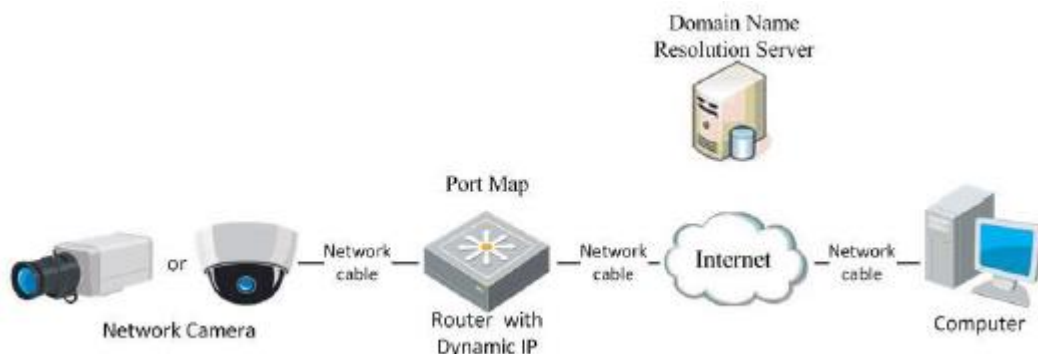 Domain Name
Resolution Server
Port Map
or
Network
cable
Network
cable
Internet
Network
cable
Network Camera
Router with
Dynamic IP
Computer